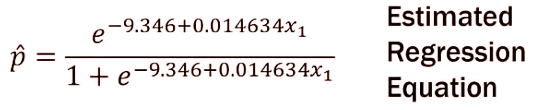 p̂ = e^−9.346+0.014634x₁ / 1 + e^−9.346+0.014634x₁
Estimated
Regression
Equation